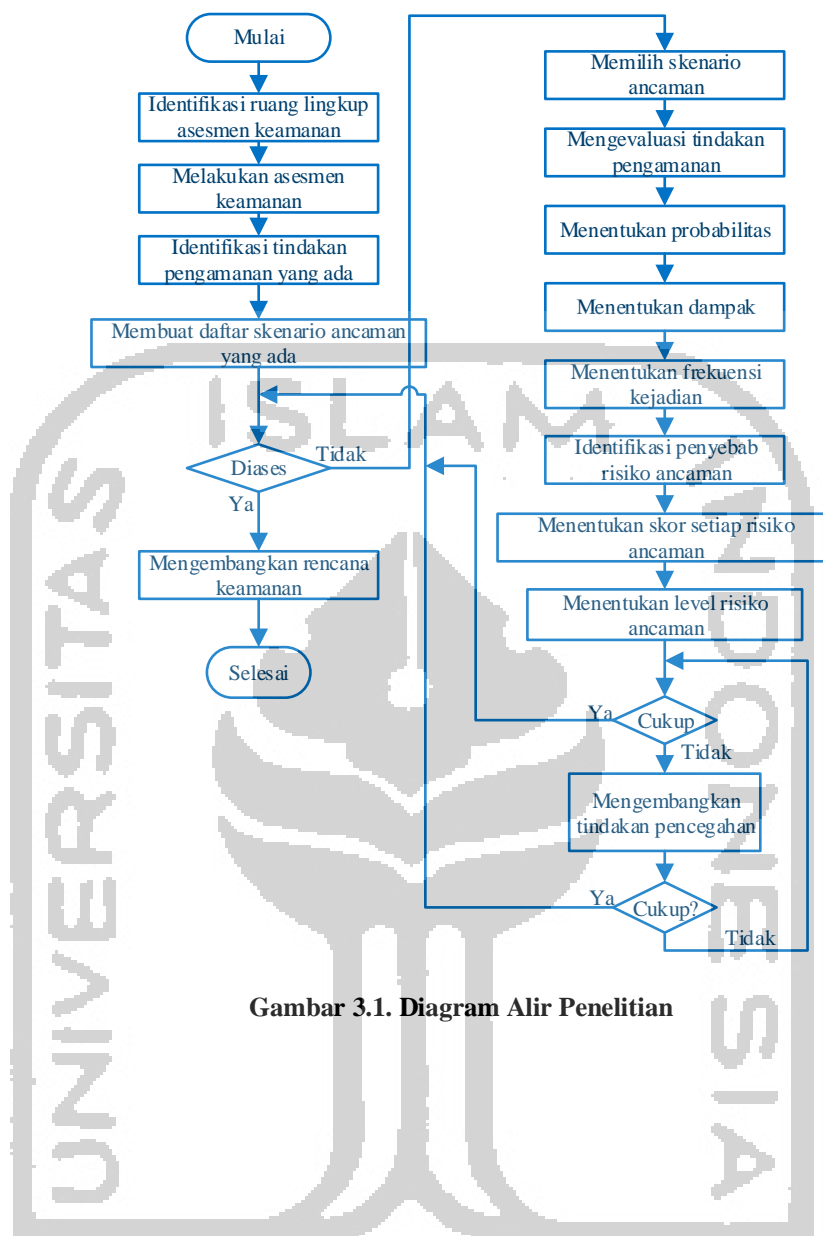 Mulai
Identifikasi ruang lingkup
asesmen keamanan
Melakukan asesmen
keamanan
Identifikasi tindakan
pengamanan yang ada
Membuat daftar skenario ancaman
yang ada
Diases
Tidak
Ya
Mengembangkan rencana
keamanan
Selesai
Memilih skenario
ancaman
Mengevaluasi tindakan
pengamanan
Menentukan probabilitas
Menentukan dampak
Menentukan frekuensi
kejadian
Identifikasi penyebab
risiko ancaman
Menentukan skor setiap risiko
ancaman
Menentukan level risiko
ancaman
Ya
Cukup
Tidak
Mengembangkan
tindakan pencegahan
Ya
Cukup?
Tidak
Gambar 3.1. Diagram Alir Penelitian
UNIVERSITAS
ISLAM
INDONESIA